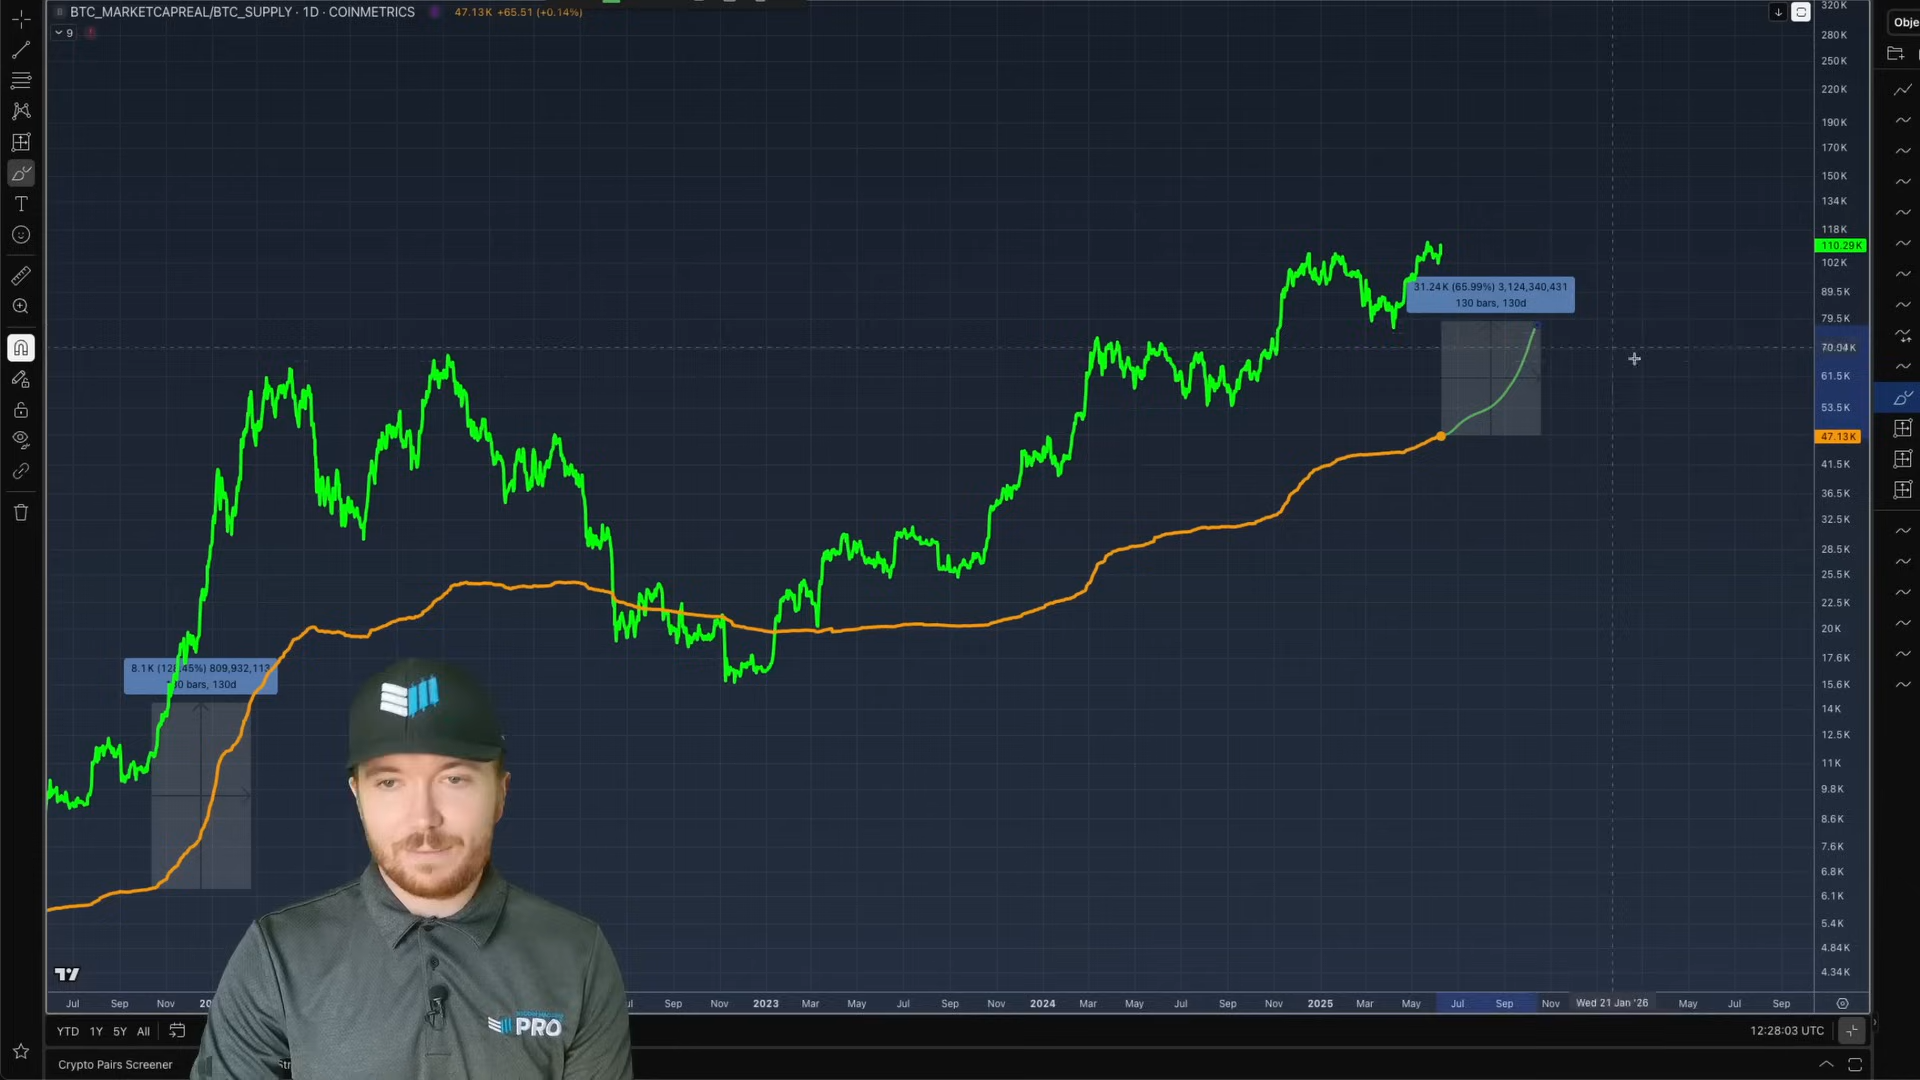 BTC_MARKETCAPREAL/BTC_SUPPLY · 1D · COINMETRICS
47.13K +65.51 (+0.14%)
9
Obje
320K
280K
250K
220K
190K
170K
150K
134K
118K
110.29K
102K
89.5K
79.5K
61.5K
53.5K
47.13K
41.5K
36.5K
32.5K
28.5K
25.5K
22.5K
20K
17.6K
15.6K
14K
12.5K
11K
9.8K
8.6K
7.6K
6.8K
6.1K
5.4K
4.84K
4.34K
31.24K (65.99%) 3,124,340,431
130 bars, 130d
8.1K (128.45%) 809,932,113
bars, 130d
PRO
Jul Sep Nov 20 Sep Nov 2023 Mar May Jul Sep Nov 2024 Mar May Jul Sep Nov 2025 Mar May Jul Sep Nov Wed 21 Jan '26 May Jul Sep
YTD 1Y 5Y All
12:28:03 UTC
Crypto Pairs Screener